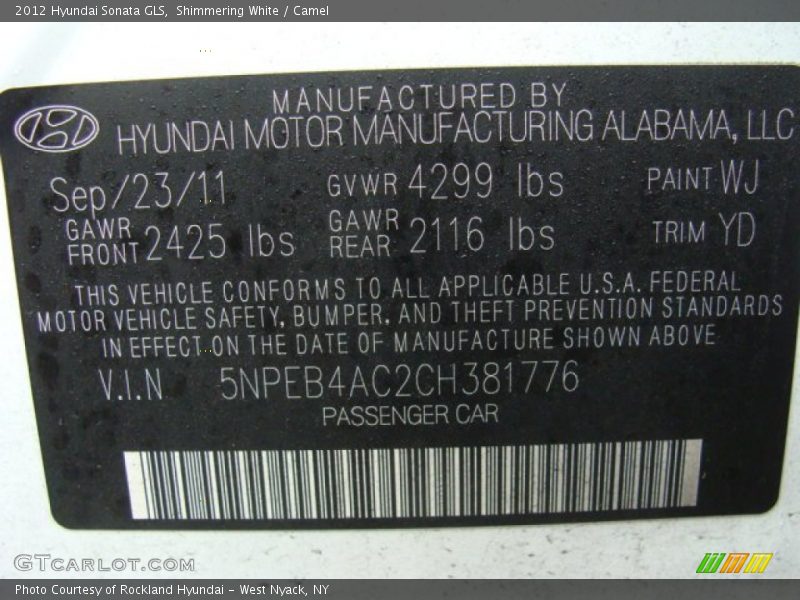 2012 Hyundai Sonata GLS, Shimmering White / Camel
MANUFACTURED BY
HYUNDAI MOTOR MANUFACTURING ALABAMA, LLC
Sep/23/11 GVWR 4299 lbs PAINT WJ
GAWR FRONT 2425 lbs GAWR REAR 2116 lbs TRIM YD
THIS VEHICLE CONFORMS TO ALL APPLICABLE U.S.A. FEDERAL
MOTOR VEHICLE SAFETY, BUMPER, AND THEFT PREVENTION STANDARDS
IN EFFECT ON THE DATE OF MANUFACTURE SHOWN ABOVE
V.I.N 5NPEB4AC2CH381776
PASSENGER CAR
GTCARLOT.COM
Photo Courtesy of Rockland Hyundai - West Nyack, NY